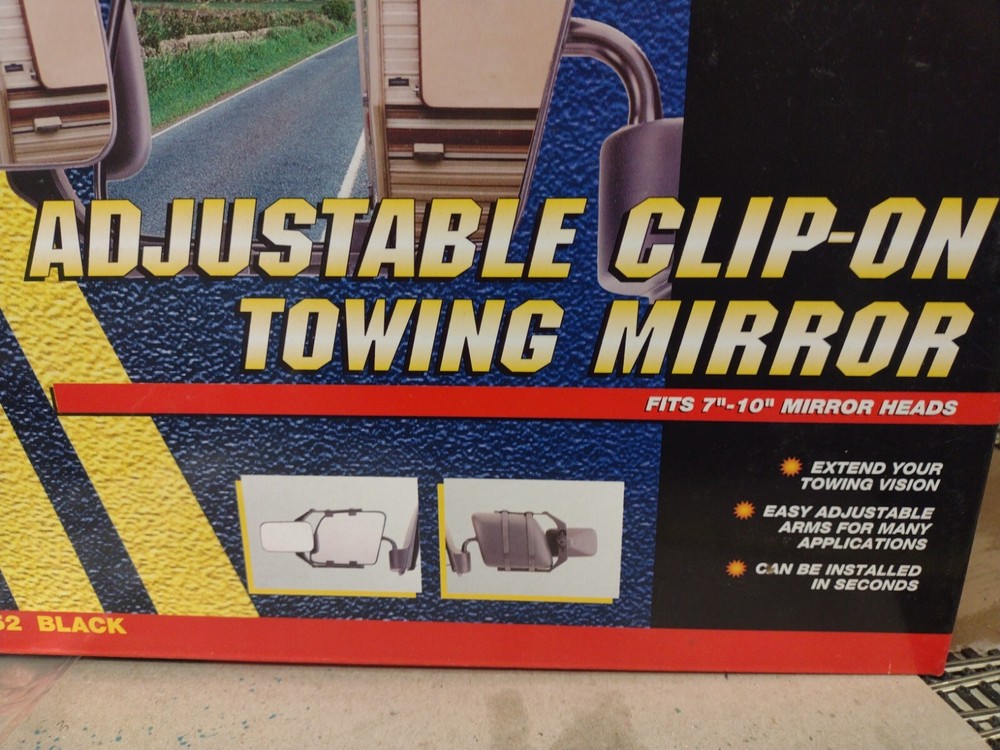 ADJUSTABLE CLIP-ON
TOWING MIRROR
FITS 7"-10" MIRROR HEADS
EXTEND YOUR
TOWING VISION
EASY ADJUSTABLE
ARMS FOR MANY
APPLICATIONS
CAN BE INSTALLED
IN SECONDS
BLACK